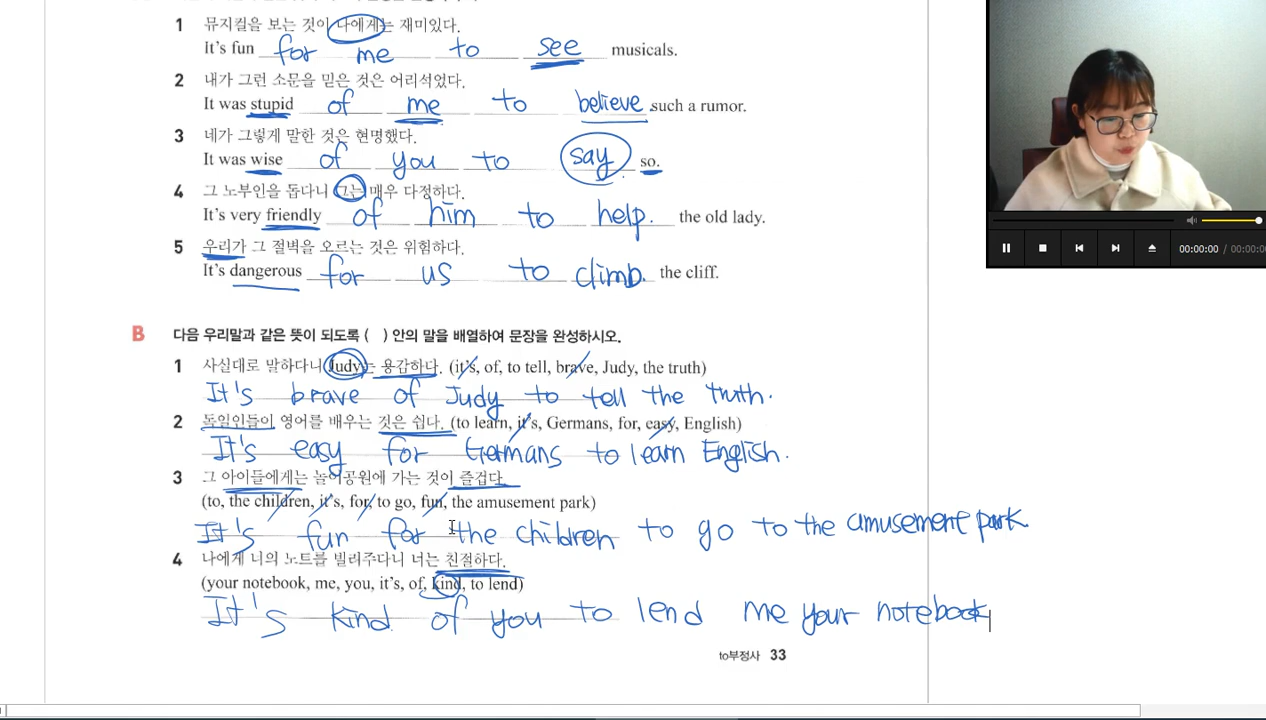 1 뮤지컬을 보는 것이 나에게는 재미있다.
It's fun for me to see musicals.
2 내가 그런 소문을 믿은 것은 어리석었다.
It was stupid of me to believe such a rumor.
3 네가 그렇게 말한 것은 현명했다.
It was wise of you to say so.
4 그 노부인을 돕다니 그는 매우 다정하다.
It's very friendly of him to help. the old lady.
5 우리가 그 절벽을 오르는 것은 위험하다.
It's dangerous for us to climb. the cliff.
B 다음 우리말과 같은 뜻이 되도록 ( ) 안의 말을 배열하여 문장을 완성하시오.
1 사실대로 말하다니 Judy는 용감하다. (it's, of, to tell, brave, Judy, the truth)
It's brave of Judy to tell the truth.
2 독일인들이 영어를 배우는 것은 쉽다. (to learn, it's, Germans, for, easy, English)
It's easy for Germans to learn English.
3 그 아이들에게는 놀이공원에 가는 것이 즐겁다.
(to, the children, it's, for, to go, fun, the amusement park)
It's fun for the children to go to the amusement park
4 나에게 너의 노트를 빌려주다니 너는 친절하다.
(your notebook, me, you, it's, of, kind, to lend)
It's kind of you to lend me your notebook
to부정사 33
00:00:00 / 00:00:0